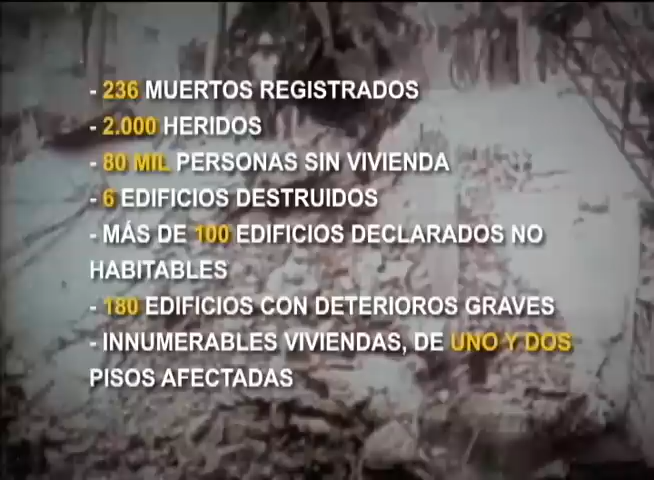 - 236 MUERTOS REGISTRADOS
- 2.000 HERIDOS
- 80 MIL PERSONAS SIN VIVIENDA
- 6 EDIFICIOS DESTRUIDOS
- MÁS DE 100 EDIFICIOS DECLARADOS NO
HABITABLES
- 180 EDIFICIOS CON DETERIOROS GRAVES
- INNUMERABLES VIVIENDAS, DE UNO Y DOS
PISOS AFECTADAS